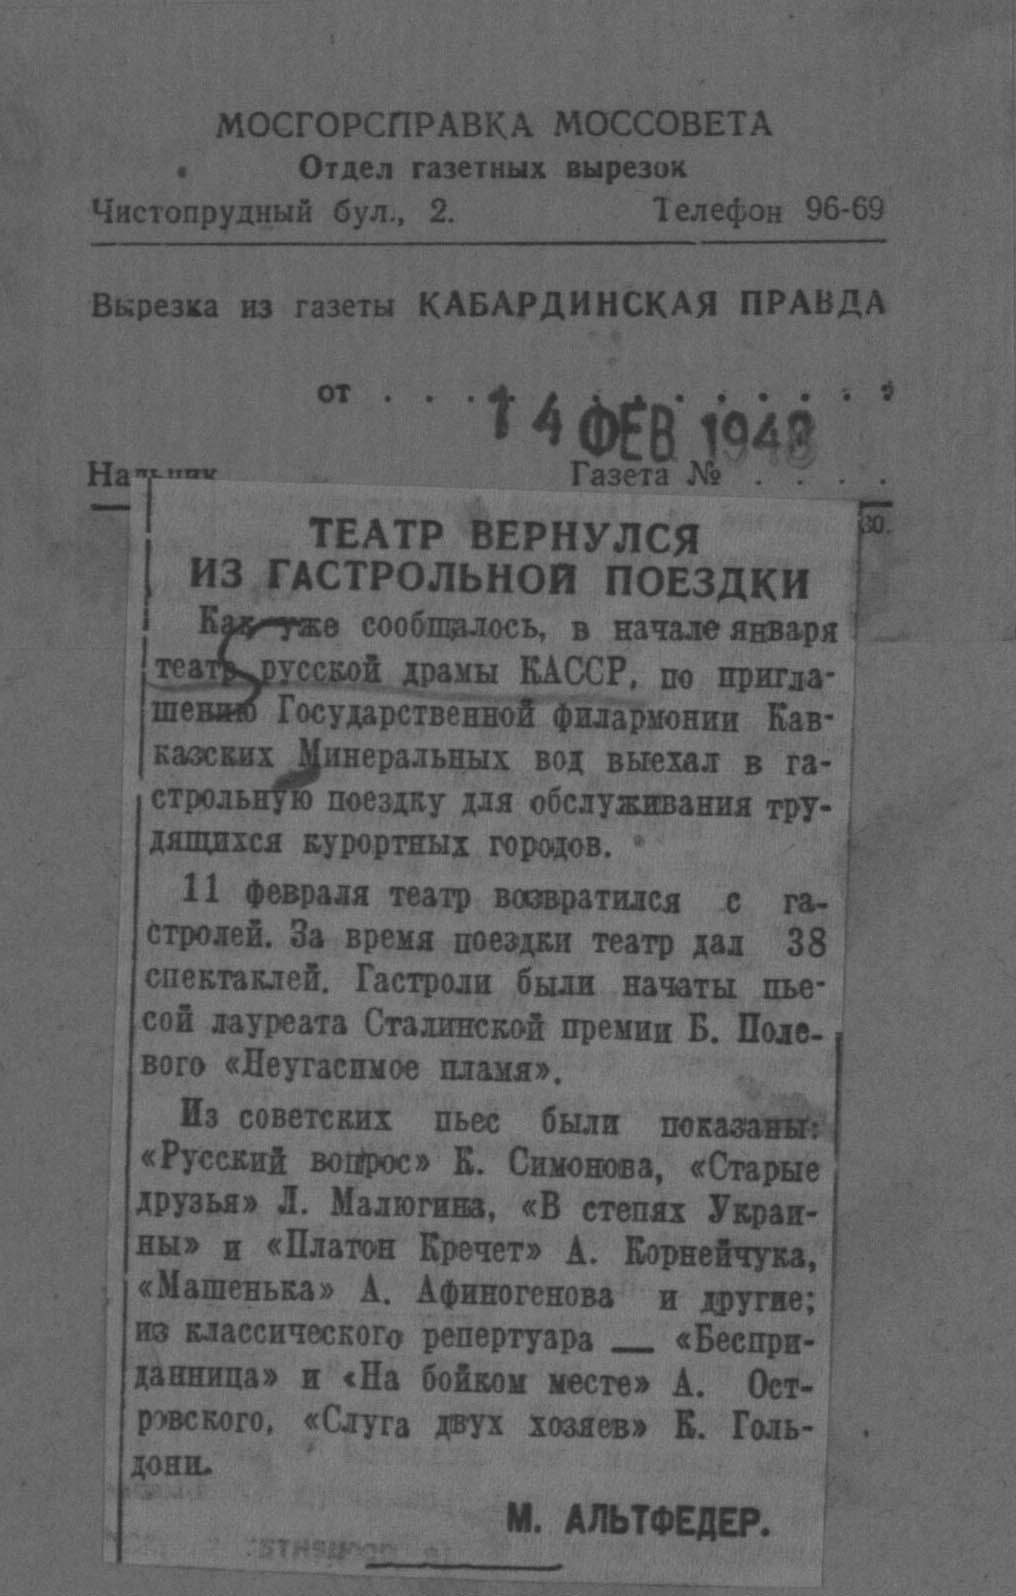 МОСГОРСПРАВКА МОССОВЕТА
Отдел газетных вырезок
Чистопрудный бул., 2. Телефон 96-69
Вырезка из газеты КАБАРДИНСКАЯ ПРАВДА
от . . . . . . . . . . . . .
14 ФЕВ 1948
Нальчик Газета № . . . .
30.
ТЕАТР ВЕРНУЛСЯ
ИЗ ГАСТРОЛЬНОЙ ПОЕЗДКИ
Как уже сообщалось, в начале января
театр русской драмы КАССР, по пригла-
шению Государственной филармонии Кав-
казских Минеральных вод выехал в га-
строльную поездку для обслуживания тру-
дящихся курортных городов.
11 февраля театр возвратился с га-
стролей. За время поездки театр дал 38
спектаклей. Гастроли были начаты пье-
сой лауреата Сталинской премии Б. Поле-
вого «Неугасимое пламя».
Из советских пьес были показаны:
«Русский вопрос» К. Симонова, «Старые
друзья» Л. Малюгина, «В степях Украи-
ны» и «Платон Кречет» А. Корнейчука,
«Машенька» А. Афиногенова и другие;
из классического репертуара — «Беспри-
данница» и «На бойком месте» А. Ост-
ровского, «Слуга двух хозяев» К. Голь-
дони.
М. АЛЬТФЕДЕР.